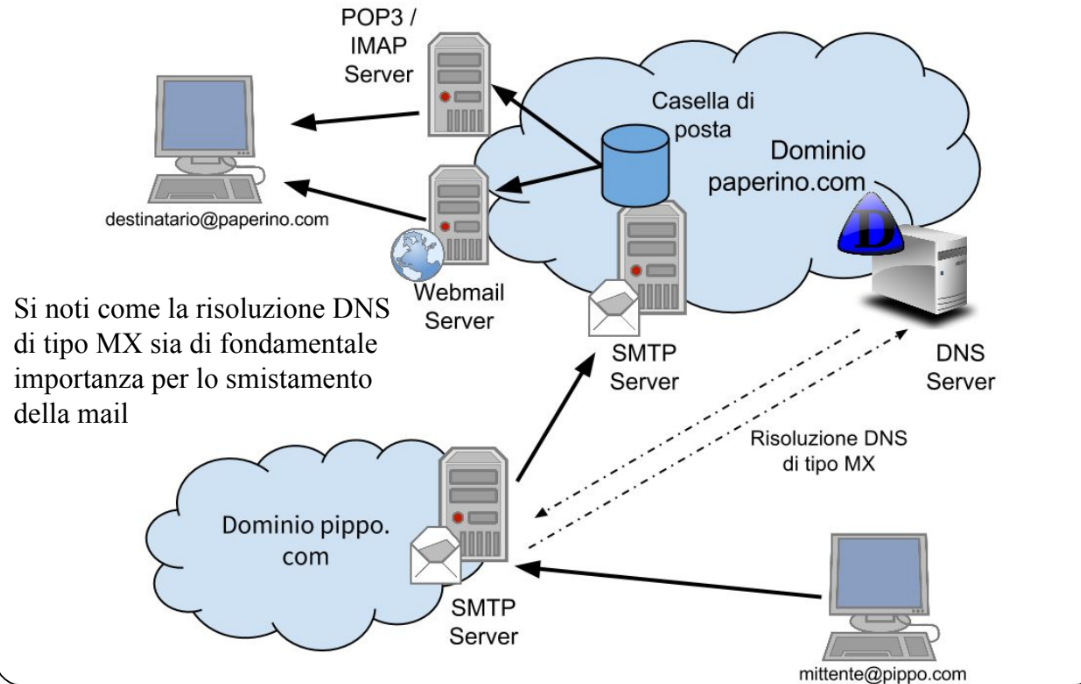 POP3 /
IMAP
Server
Casella di
posta
Dominio
paperino.com
D
destinatario@paperino.com
Webmail
Server
Si noti come la risoluzione DNS
di tipo MX sia di fondamentale
importanza per lo smistamento
della mail
SMTP
Server
DNS
Server
Risoluzione DNS
di tipo MX
Dominio pippo.
com
SMTP
Server
mittente@pippo.com